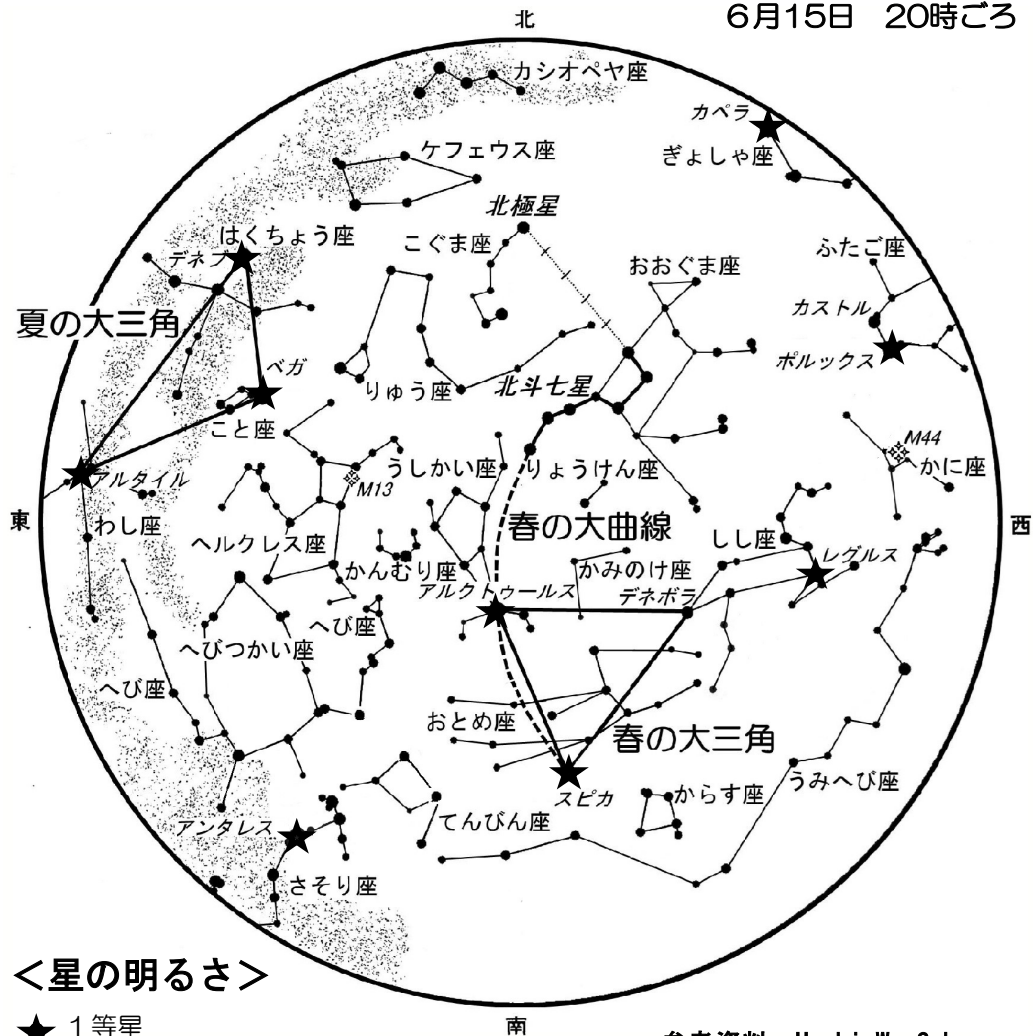 北
6月15日 20時ごろ
カシオペヤ座
カペラ
ぎょしゃ座
ケフェウス座
北極星
はくちょう座
デネブ
こぐま座
おおぐま座
ふたご座
夏の大三角
カストル
ポルックス
ベガ
りゅう座
北斗七星
こと座
M44
かに座
うしかい座
りょうけん座
アルタイル
M13
東
わし座
春の大曲線
西
ヘルクレス座
しし座
レグルス
かんむり座
かみのけ座
アルクトゥールス
デネボラ
へび座
へびつかい座
へび座
おとめ座
春の大三角
うみへび座
スピカ
からす座
アンタレス
てんびん座
さそり座
<星の明るさ>
★ 1等星
南